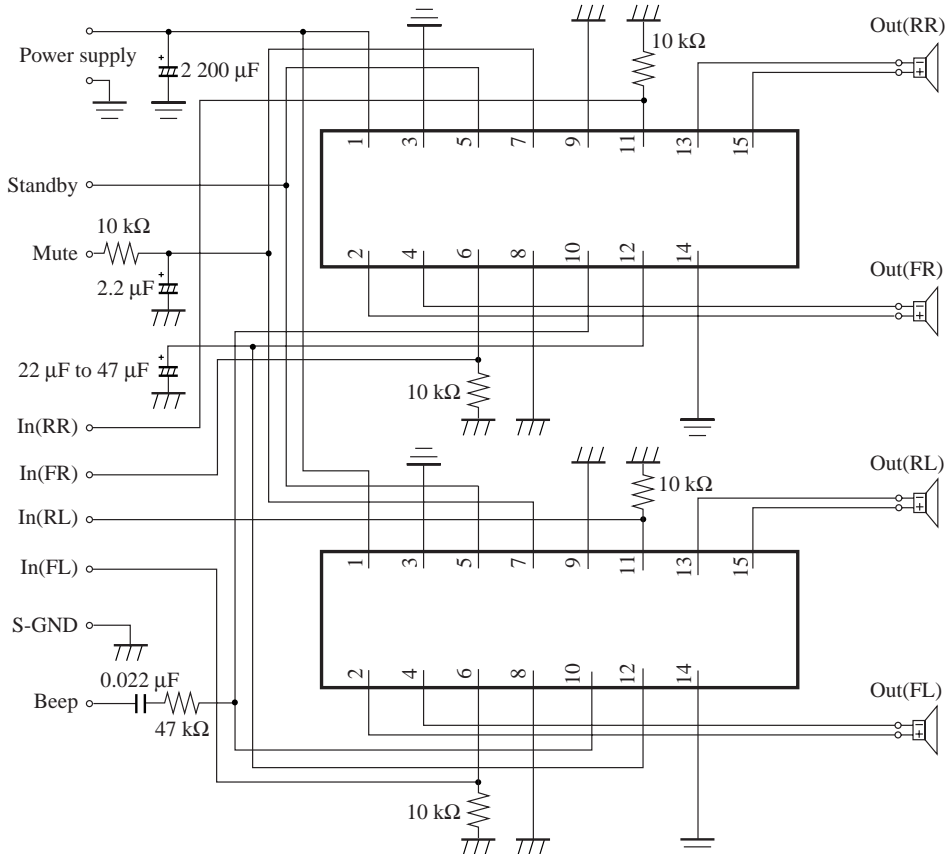 Out(RR)
10 kΩ
Power supply
2 200 μF
1
3
5
7
9
11
13
15
Standby
10 kΩ
Mute
2
4
6
8
10
12
14
Out(FR)
2.2 μF
22 μF to 47 μF
10 kΩ
In(RR)
In(FR)
Out(RL)
10 kΩ
In(RL)
In(FL)
1
3
5
7
9
11
13
15
S-GND
0.022 μF
2
4
6
8
10
12
14
Beep
47 kΩ
Out(FL)
10 kΩ